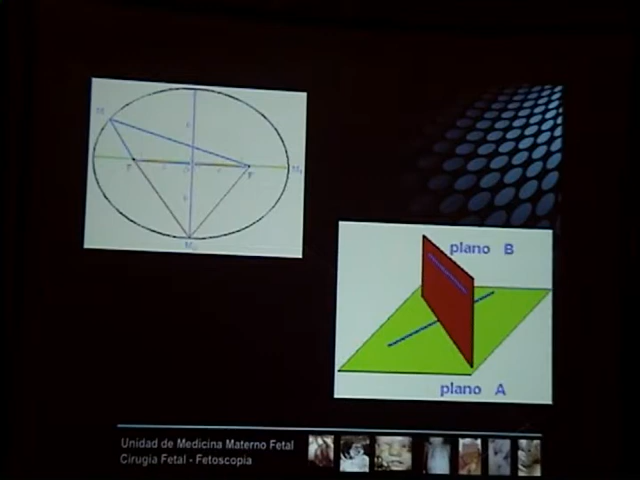 plano B
plano A
Unidad de Medicina Materno Fetal
Cirugia Fetal - Fetoscopia